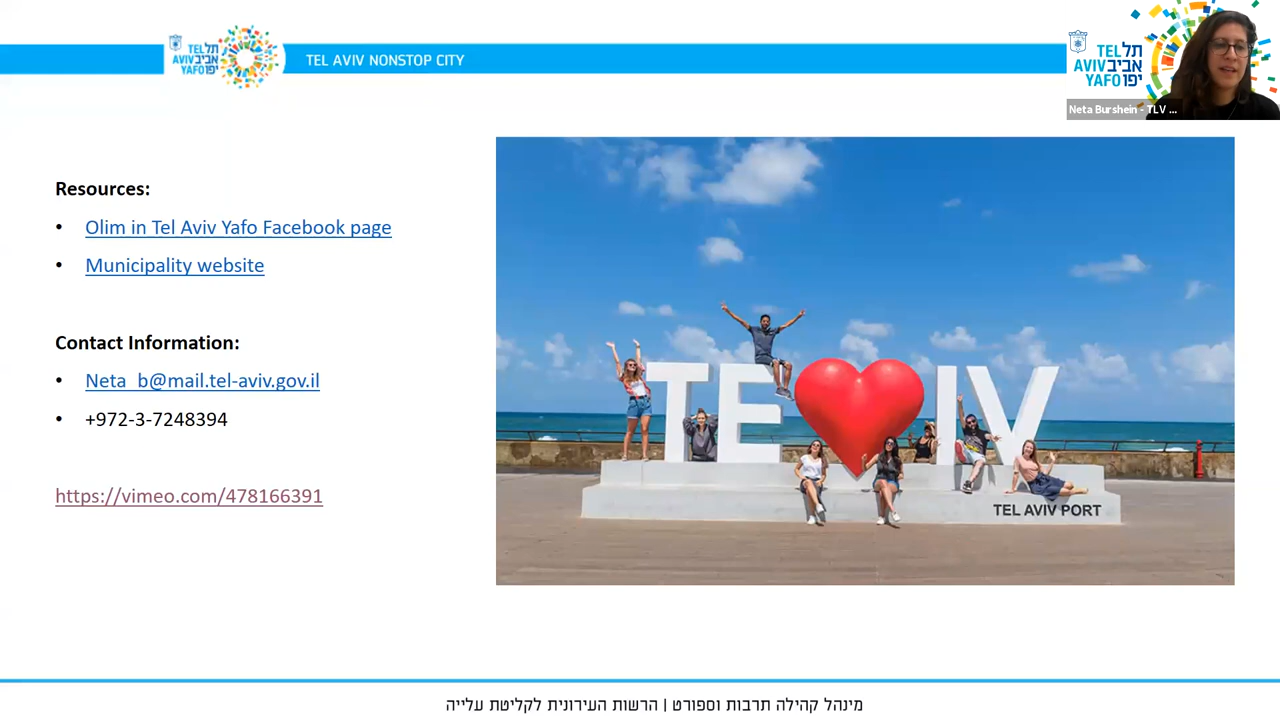 TEL תל
AVIV אביב
YAFO יפו
TEL AVIV NONSTOP CITY
TEL תל
AVIV אביב
YAFO יפו
Neta Burshein - TLV ...
Resources:
• Olim in Tel Aviv Yafo Facebook page
• Municipality website
Contact Information:
• Neta_b@mail.tel-aviv.gov.il
• +972-3-7248394
https://vimeo.com/478166391
TE IV
TEL AVIV PORT
מינהל קהילה תרבות וספורט | הרשות העירונית לקליטת עלייה